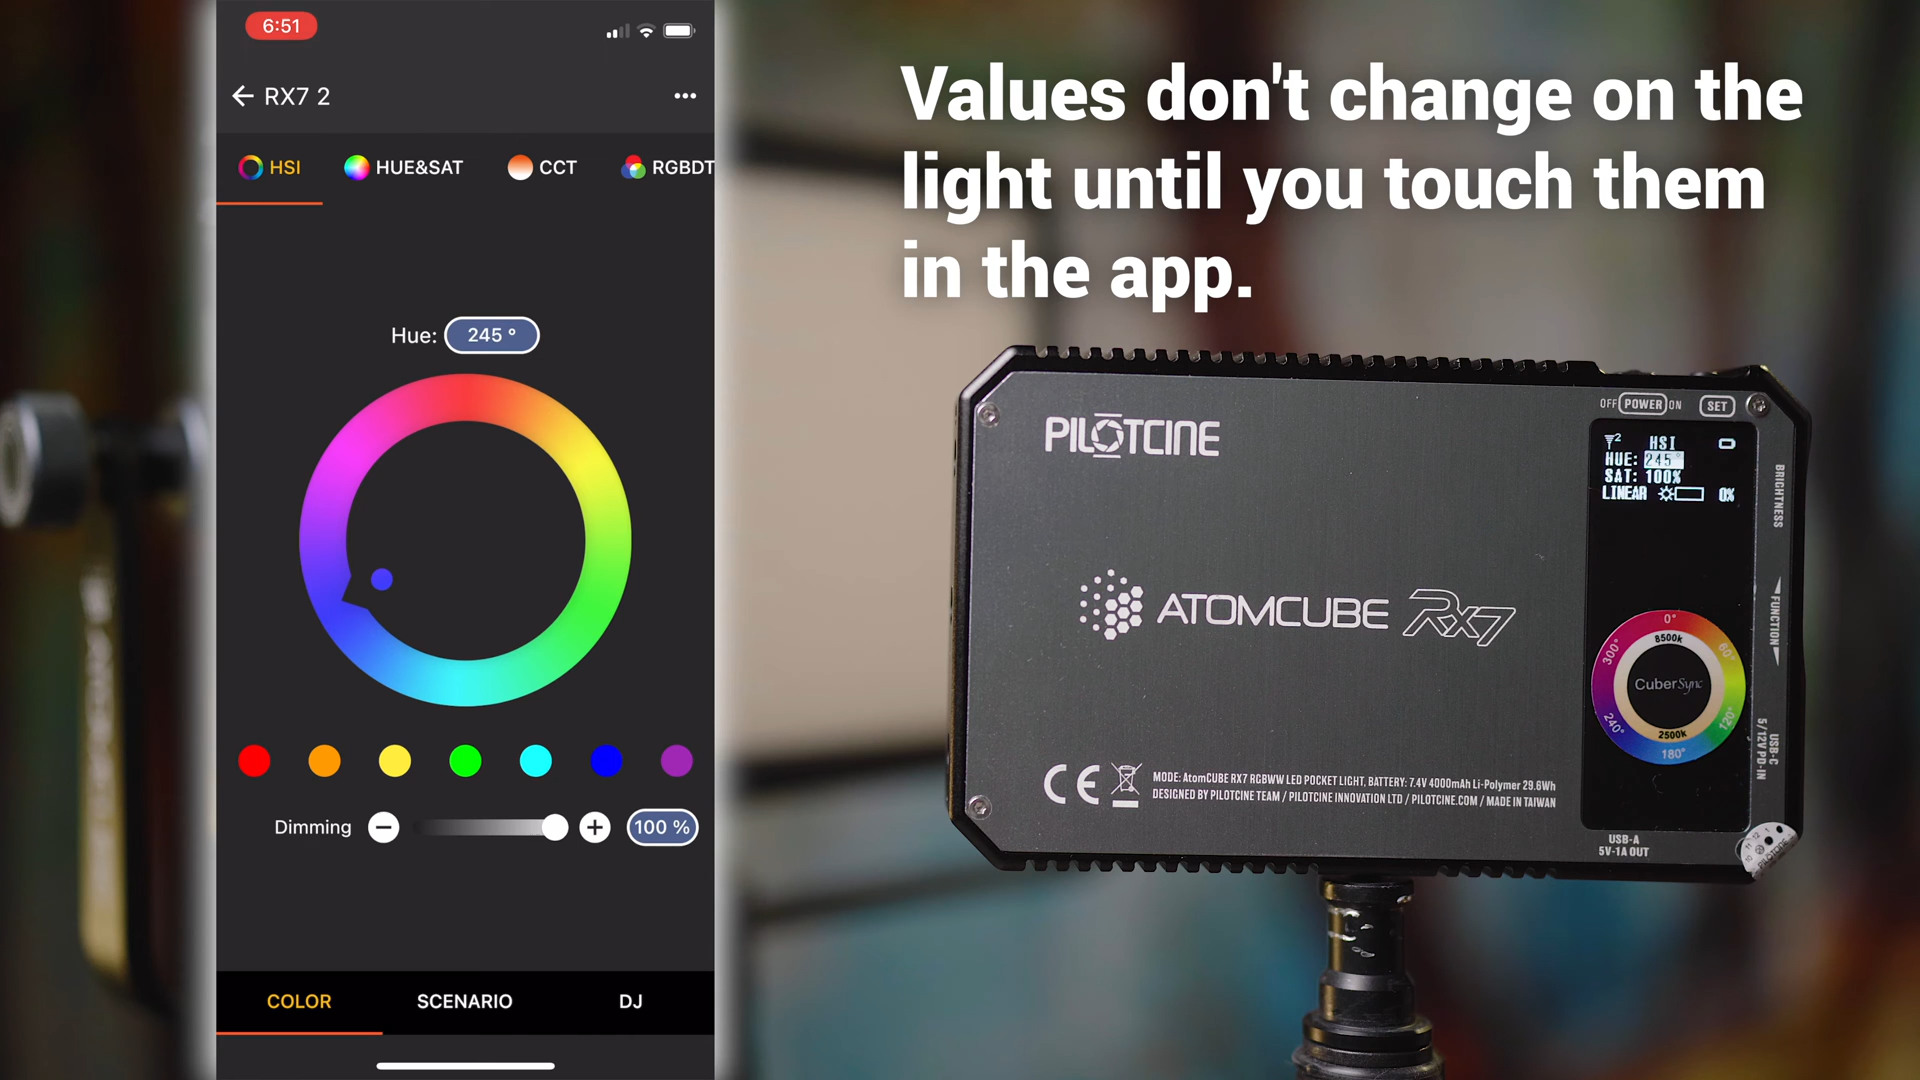 6:51
RX7 2
HSI
HUE&SAT
CCT
RGBDT
Hue: 245 °
Dimming
100 %
COLOR
SCENARIO
DJ
Values don't change on the
light until you touch them
in the app.
PILOTCINE
ATOMCUBE RX7
MODE: AtomCUBE RX7 RGBWW LED POCKET LIGHT, BATTERY: 7.4V 4000mAh Li-Polymer 29.6Wh
DESIGNED BY PILOTCINE TEAM / PILOTCINE INNOVATION LTD / PILOTCINE.COM / MADE IN TAIWAN
CE
OFF POWER ON
SET
2 HSI
HUE: 245°
SAT: 100%
LINEAR 0%
BRIGHTNESS
◀ FUNCTION ▶
0°
60°
120°
180°
240°
300°
8500k
CuberSync
2500k
USB-C
5/12V PD-IN
USB-A
5V-1A OUT